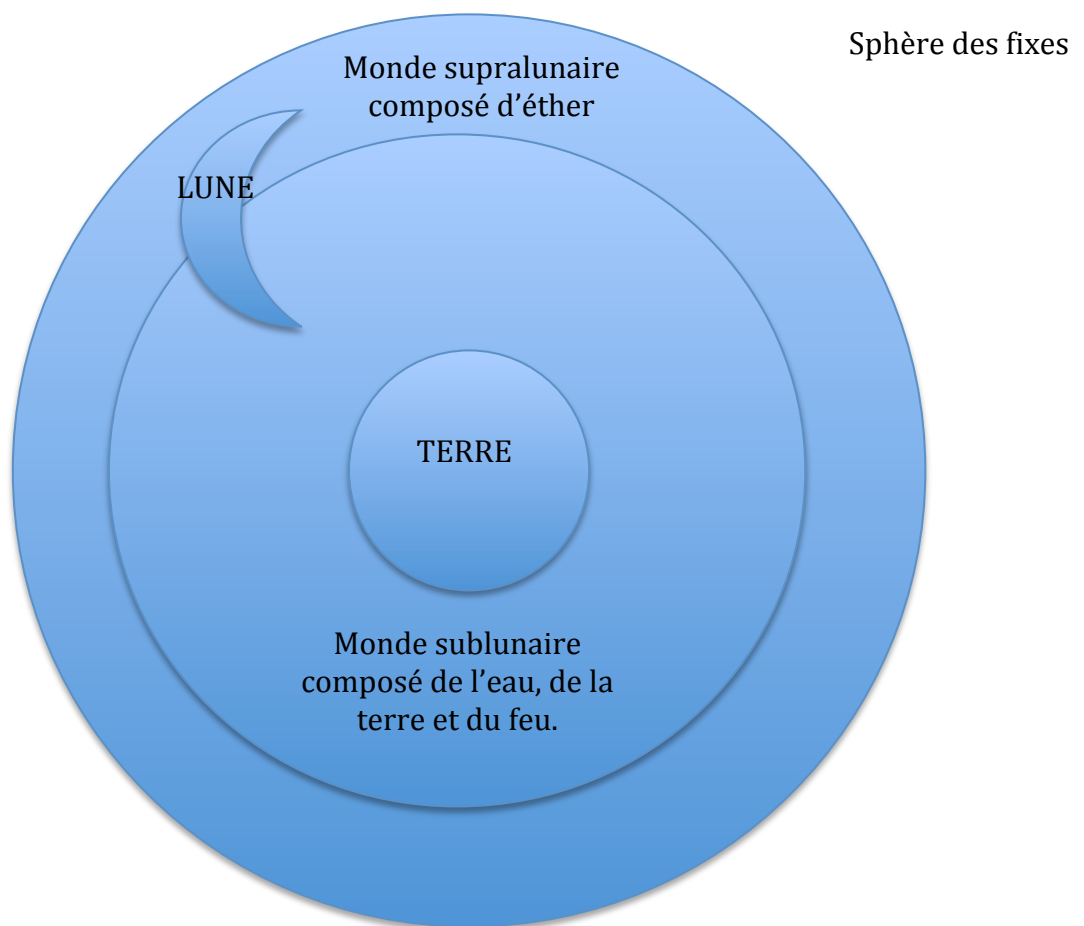 Sphère des fixes
Monde supralunaire
composé d’éther
LUNE
TERRE
Monde sublunaire
composé de l’eau, de la
terre et du feu.